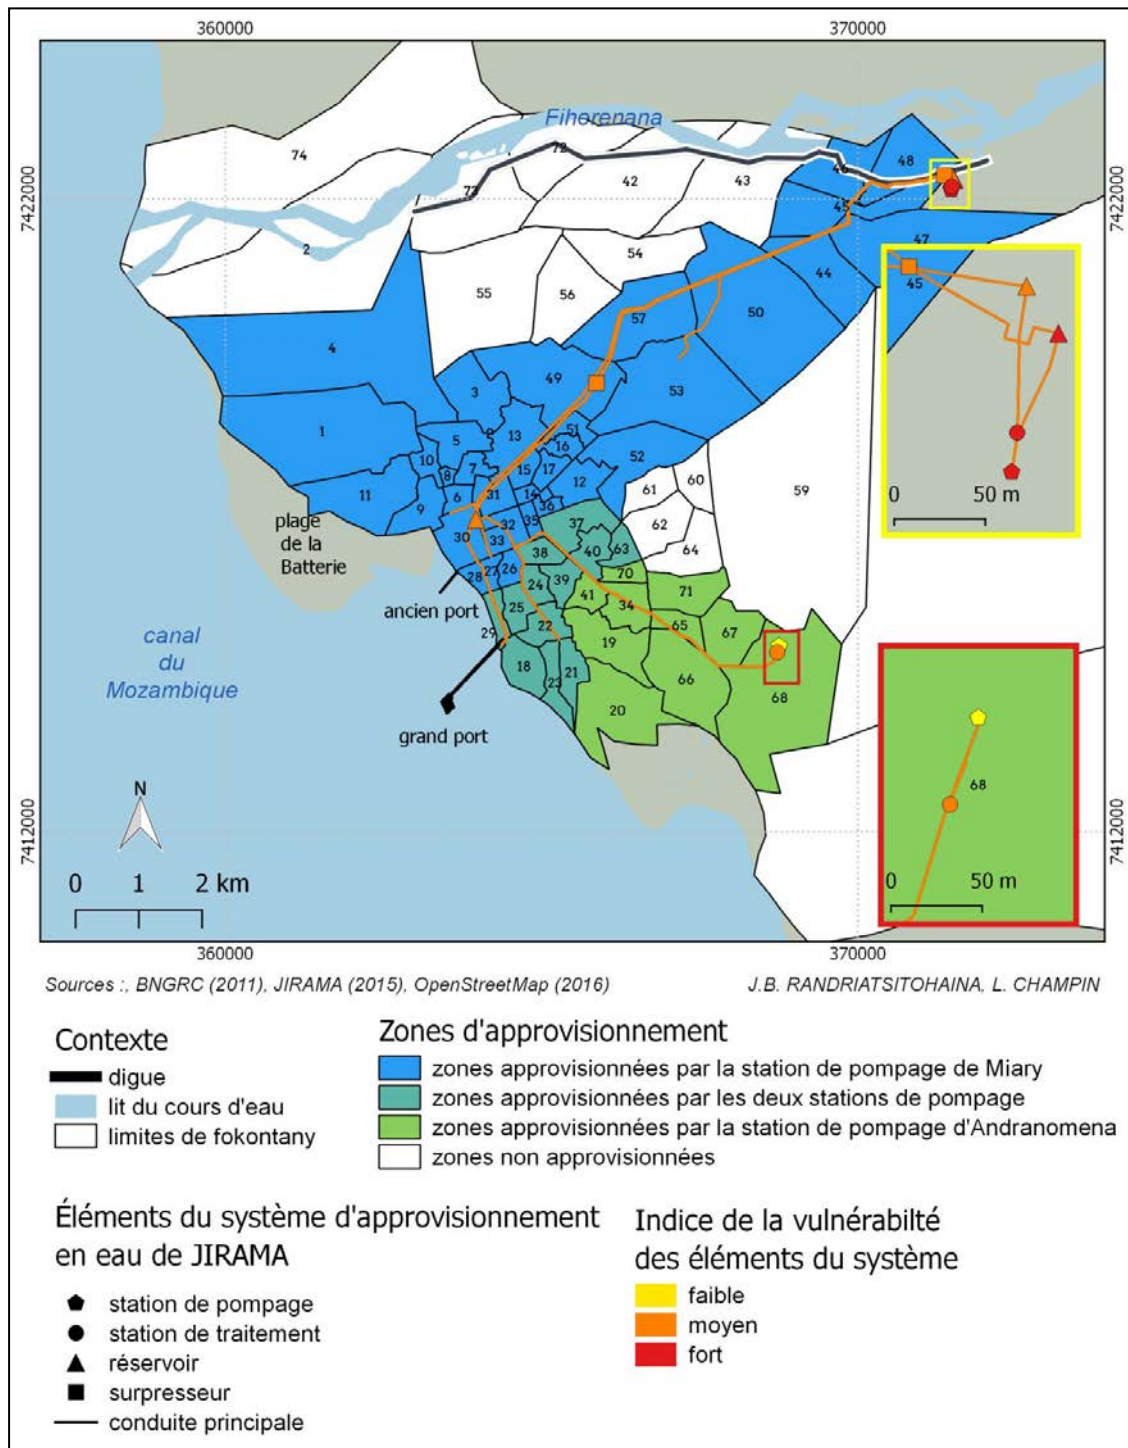 360000
370000
74
Fihorenana
72
48
42
43
46
73
7422000
7422000
45
2
54
47
44
45
55
56
50
57
4
49
53
3
1
13
51
5
16
52
10
7
15
17
8
12
61
60
59
11
6
31
14
9
36
62
plage
de la
Batterie
30
32
35
37
33
40
63
64
38
0
50 m
28
27
26
70
24
39
ancien port
41
71
25
34
29
22
65
67
19
canal
du
Mozambique
18
21
23
66
68
20
grand port
68
N
7412000
7412000
0
1
2 km
0
50 m
360000
370000
Sources :, BNGRC (2011), JIRAMA (2015), OpenStreetMap (2016)
J.B. RANDRIATSITOHAINA, L. CHAMPIN
Contexte
digue
lit du cours d'eau
limites de fokontany
Zones d'approvisionnement
zones approvisionnées par la station de pompage de Miary
zones approvisionnées par les deux stations de pompage
zones approvisionnées par la station de pompage d'Andranomena
zones non approvisionnées
Éléments du système d'approvisionnement
en eau de JIRAMA
station de pompage
station de traitement
réservoir
surpresseur
conduite principale
Indice de la vulnérabilté
des éléments du système
faible
moyen
fort